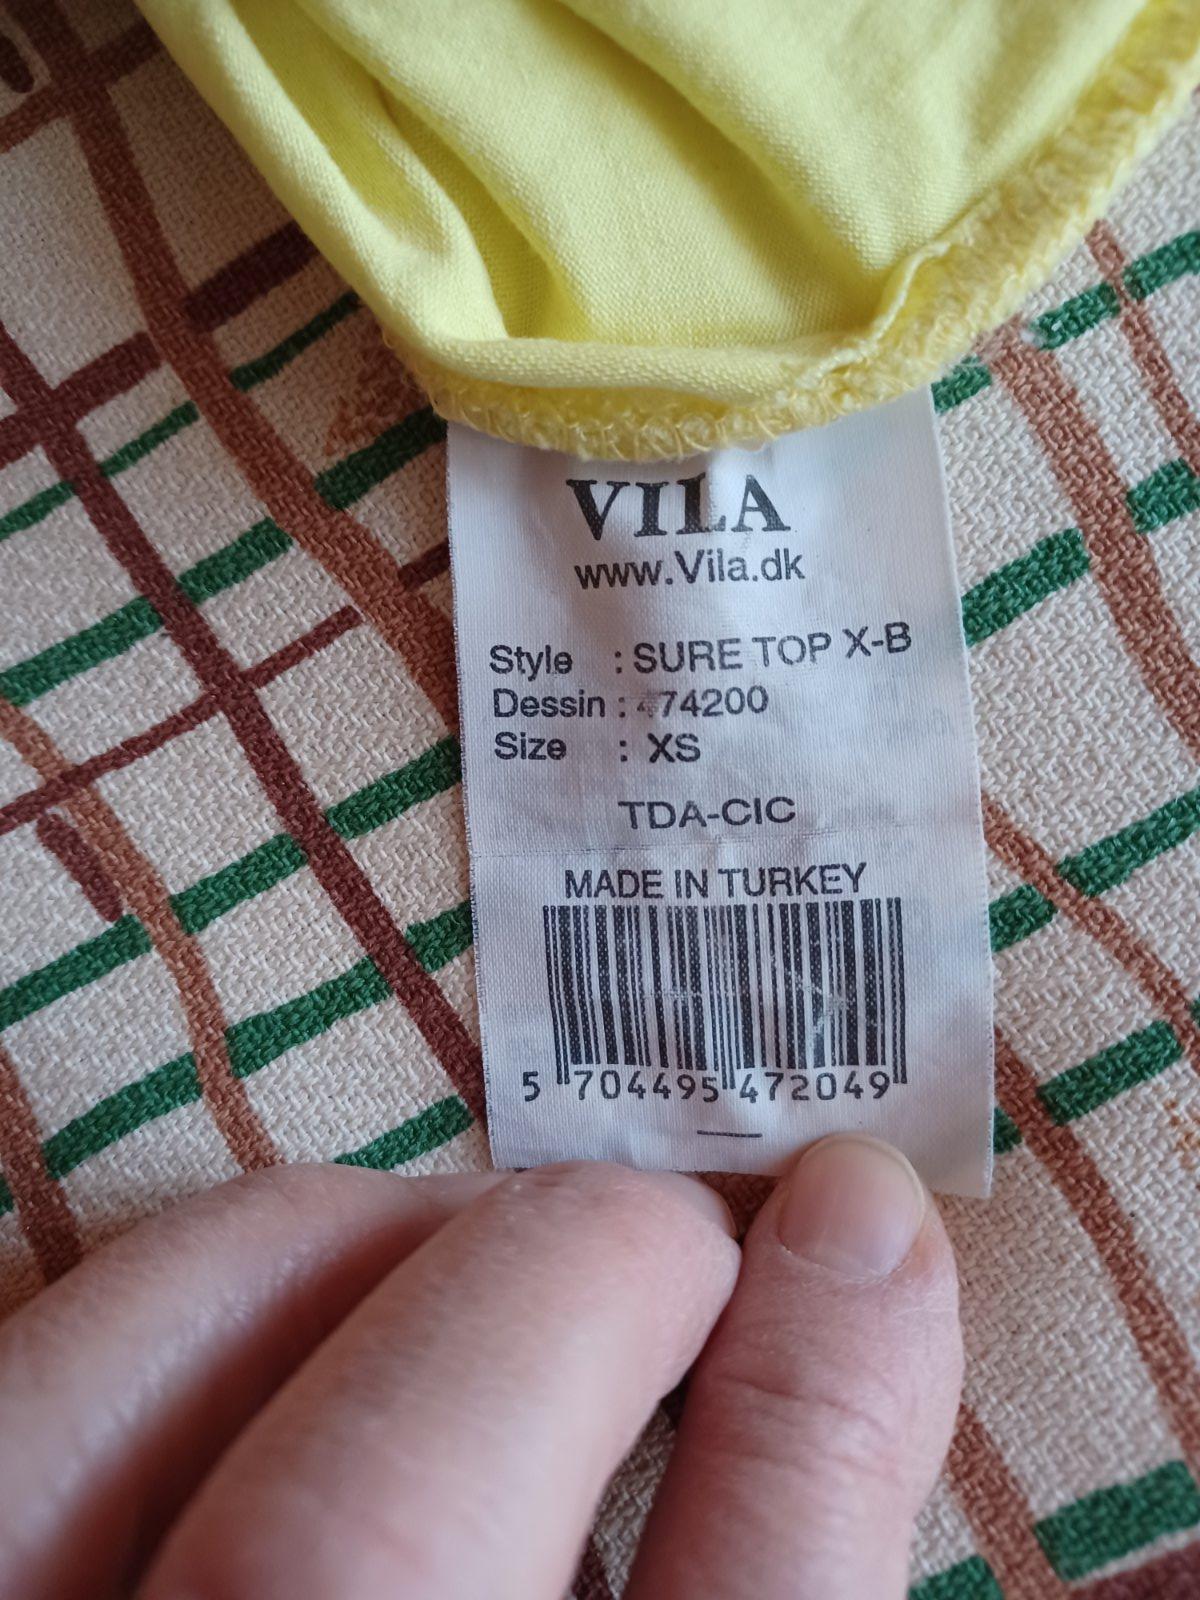 VILA
www.Vila.dk
Style : SURE TOP X-B
Dessin : 474200
Size : XS
TDA-CIC
MADE IN TURKEY
5 704495 472049